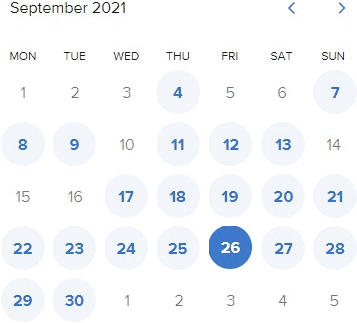 September 2021
MON TUE WED THU FRI SAT SUN
1 2 3 4 5 6 7
8 9 10 11 12 13 14
15 16 17 18 19 20 21
22 23 24 25 26 27 28
29 30 1 2 3 4 5